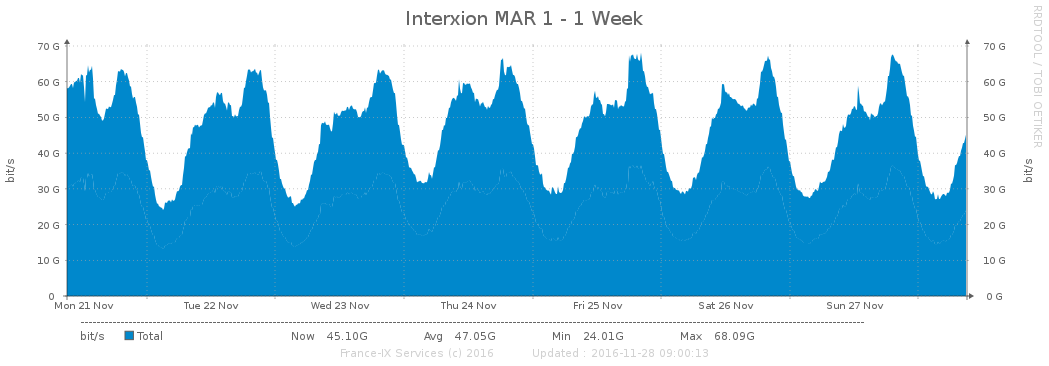 Interxion MAR 1 - 1 Week
RRDTOOL / TOBI OETIKER
70 G 70 G
60 G 60 G
50 G 50 G
40 G 40 G
30 G 30 G
20 G 20 G
10 G 10 G
0 0 G
bit/s bit/s
Mon 21 Nov Tue 22 Nov Wed 23 Nov Thu 24 Nov Fri 25 Nov Sat 26 Nov Sun 27 Nov
bit/s Total Now 45.10G Avg 47.05G Min 24.01G Max 68.09G
France-IX Services (c) 2016 Updated : 2016-11-28 09:00:13